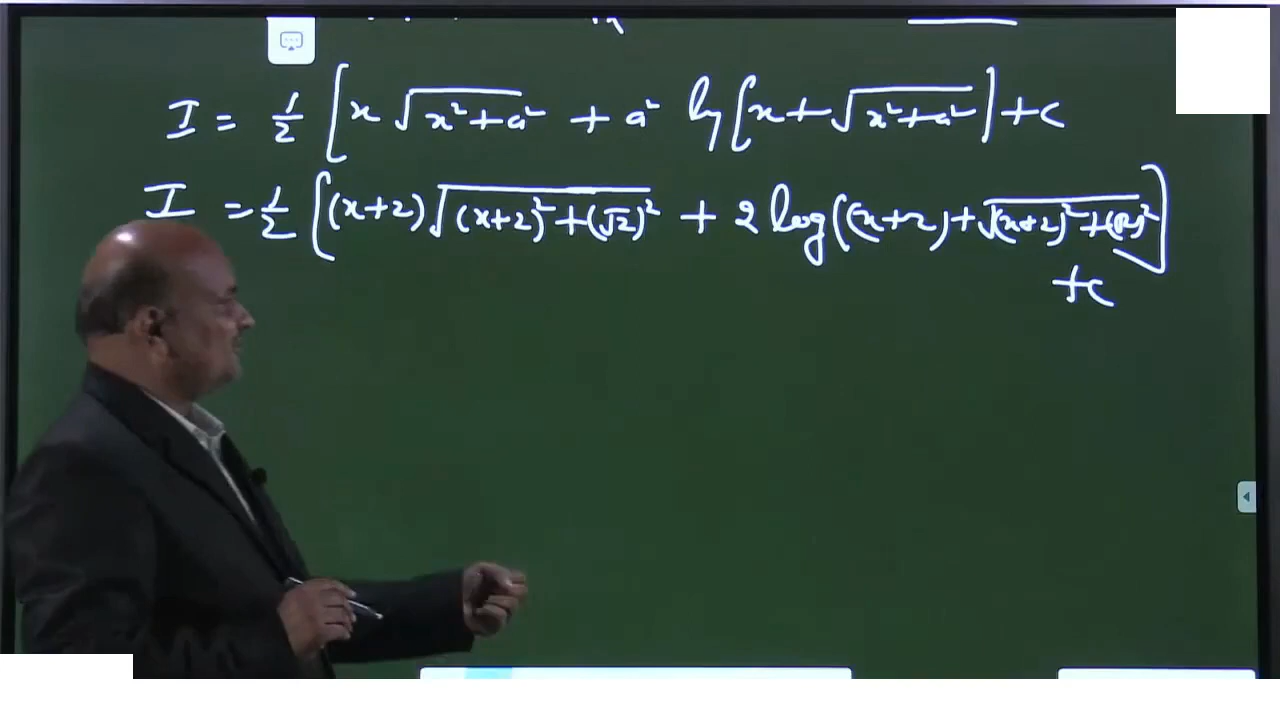 I = 1/2 [x √(x² + a²) + a² log [x + √(x² + a²)] + c
I = 1/2 [(x+2) √((x+2)² + (√2)²) + 2 log((x+2) + √((x+2)² + (√2)²]
+c